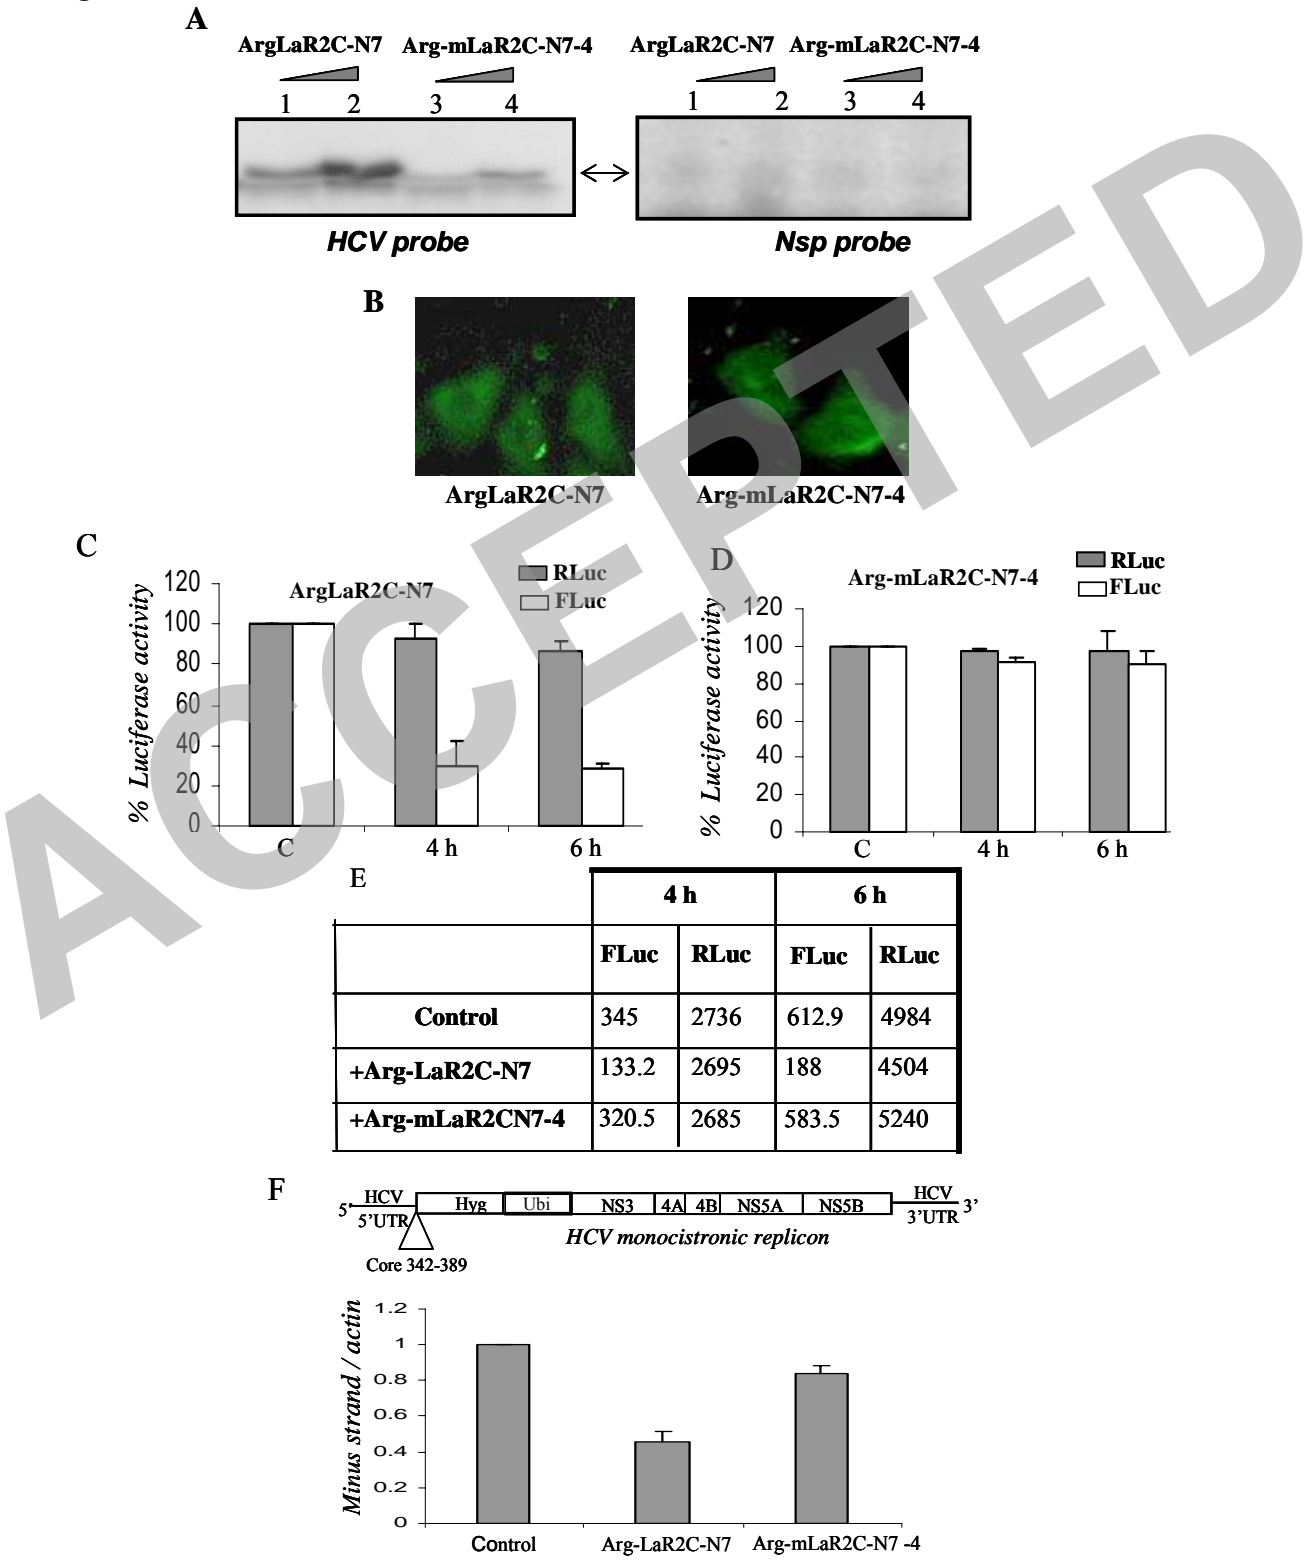 A
ArgLaR2C-N7 Arg-mLaR2C-N7-4 ArgLaR2C-N7 Arg-mLaR2C-N7-4
1 2 3 4 1 2 3 4
HCV probe Nsp probe
B
ArgLaR2C-N7 Arg-mLaR2C-N7-4
ACCEPTED
C
ArgLaR2C-N7
RLuc
FLuc
% Luciferase activity
120
100
80
60
40
20
0
C 4 h 6 h
D
Arg-mLaR2C-N7-4
RLuc
FLuc
% Luciferase activity
120
100
80
60
40
20
0
C 4 h 6 h
E
4 h 6 h
FLuc RLuc FLuc RLuc
Control 345 2736 612.9 4984
+Arg-LaR2C-N7 133.2 2695 188 4504
+Arg-mLaR2CN7-4 320.5 2685 583.5 5240
F
5' HCV 5'UTR Hyg Ubi NS3 4A 4B NS5A NS5B HCV 3'UTR 3'
HCV monocistronic replicon
Core 342-389
Minus strand / actin
1.2
1
0.8
0.6
0.4
0.2
0
Control Arg-LaR2C-N7 Arg-mLaR2C-N7 -4